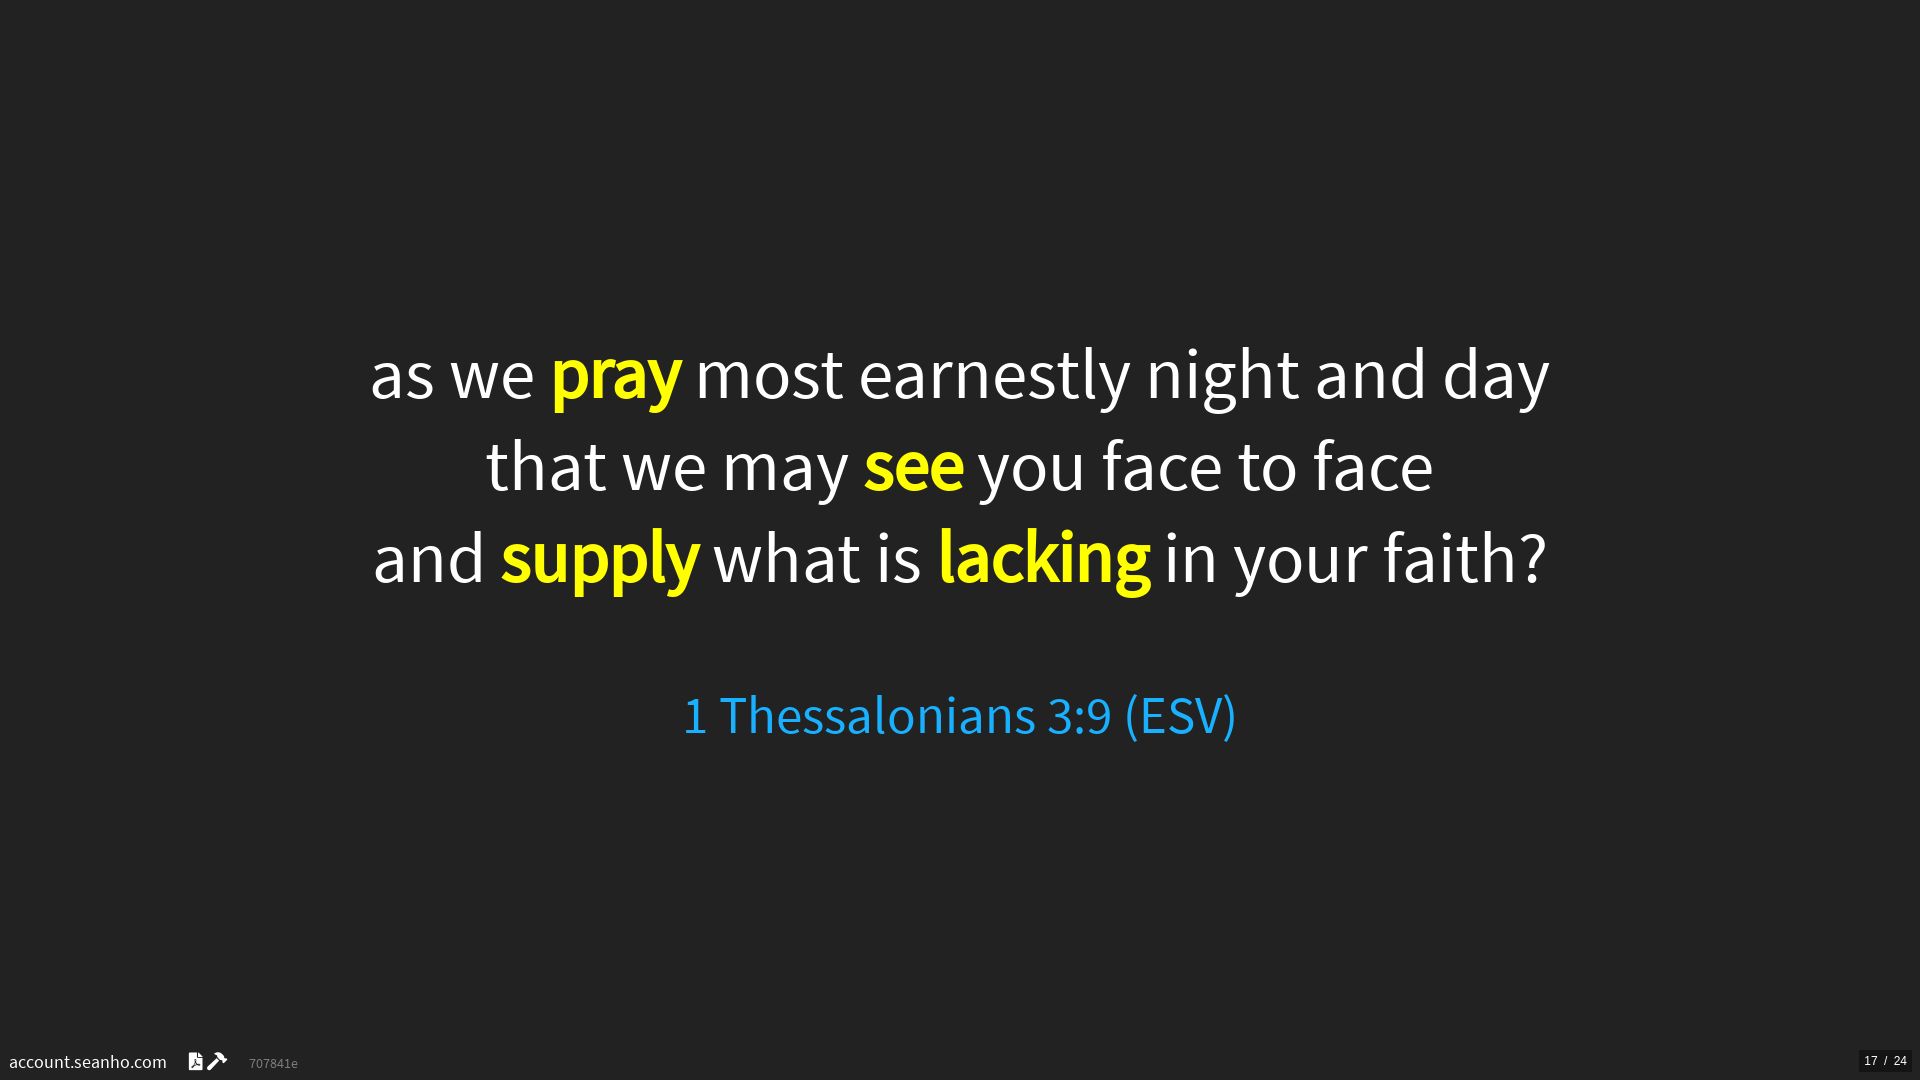 as we pray most earnestly night and day
that we may see you face to face
and supply what is lacking in your faith?
1 Thessalonians 3:9 (ESV)
account.seanho.com 707841e 17 / 24